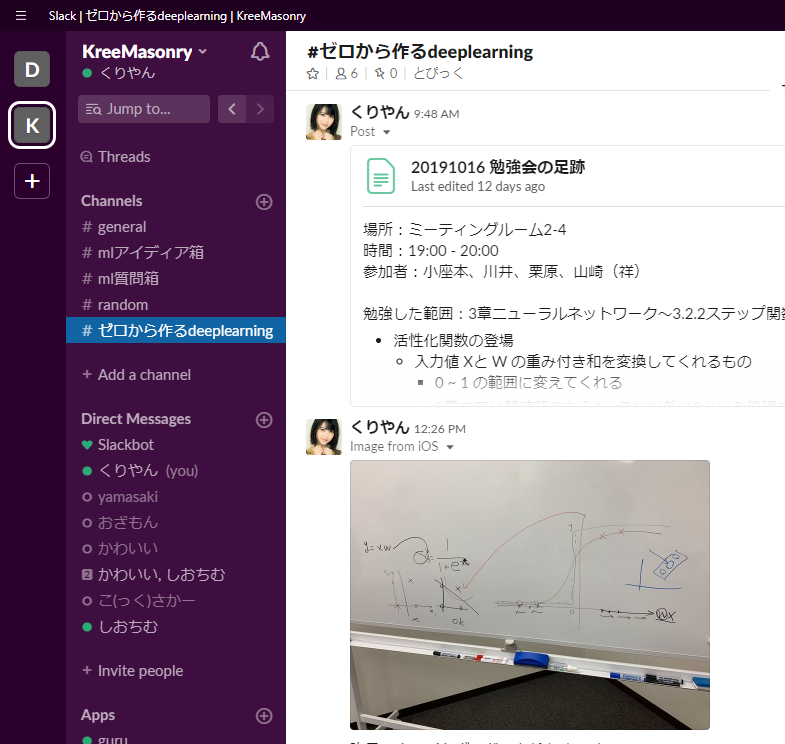 Slack | ゼロから作るdeeplearning | KreeMasonry
D
K
+
KreeMasonry
くりやん
Jump to...
Threads
Channels
# general
# mlアイディア箱
# ml質問箱
# random
# ゼロから作るdeeplearning
+ Add a channel
Direct Messages
Slackbot
くりやん (you)
yamasaki
おざもん
かわいい
2 かわいい, しおちむ
こ(っく)さかー
しおちむ
+ Invite people
Apps
guru
#ゼロから作るdeeplearning
6 | 0 | とぴっく
くりやん 9:48 AM
Post
20191016 勉強会の足跡
Last edited 12 days ago
場所：ミーティングルーム2-4
時間：19:00 - 20:00
参加者：小座本、川井、栗原、山崎（祥）
勉強した範囲：3章ニューラルネットワーク～3.2.2ステップ関数
• 活性化関数の登場
入力値 Xと W の重み付き和を変換してくれるもの
0 ~ 1 の範囲に変えてくれる
くりやん 12:26 PM
Image from iOS
y=xw
1
ok
WX